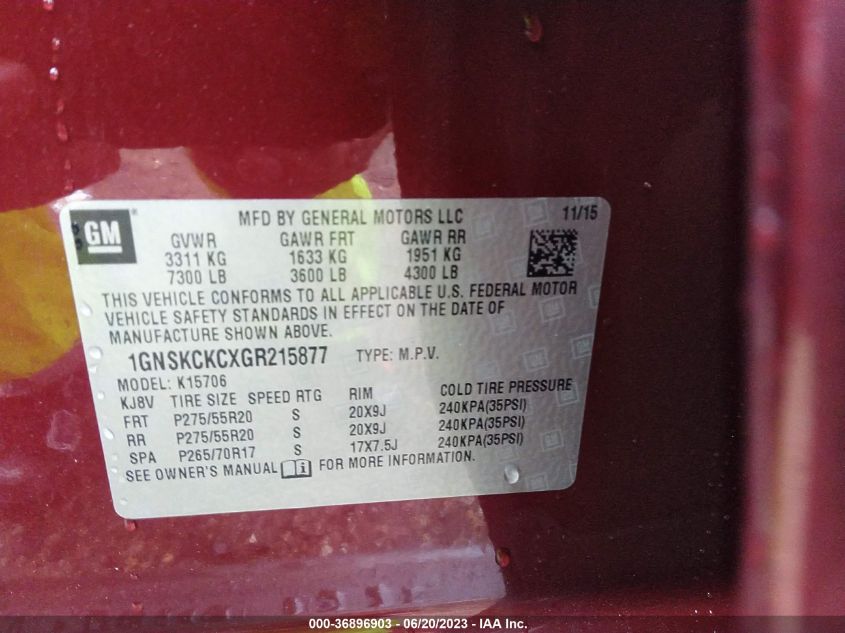 GM
MFD BY GENERAL MOTORS LLC 11/15
GVWR GAWR FRT GAWR RR
3311 KG 1633 KG 1951 KG
7300 LB 3600 LB 4300 LB
THIS VEHICLE CONFORMS TO ALL APPLICABLE U.S. FEDERAL MOTOR
VEHICLE SAFETY STANDARDS IN EFFECT ON THE DATE OF
MANUFACTURE SHOWN ABOVE.
1GNSKCKCXGR215877 TYPE: M.P.V.
MODEL: K15706
KJ8V TIRE SIZE SPEED RTG RIM COLD TIRE PRESSURE
FRT P275/55R20 S 20X9J 240KPA(35PSI)
RR P275/55R20 S 20X9J 240KPA(35PSI)
SPA P265/70R17 S 17X7.5J 240KPA(35PSI)
SEE OWNER'S MANUAL i FOR MORE INFORMATION.
000-36896903 - 06/20/2023 - IAA Inc.